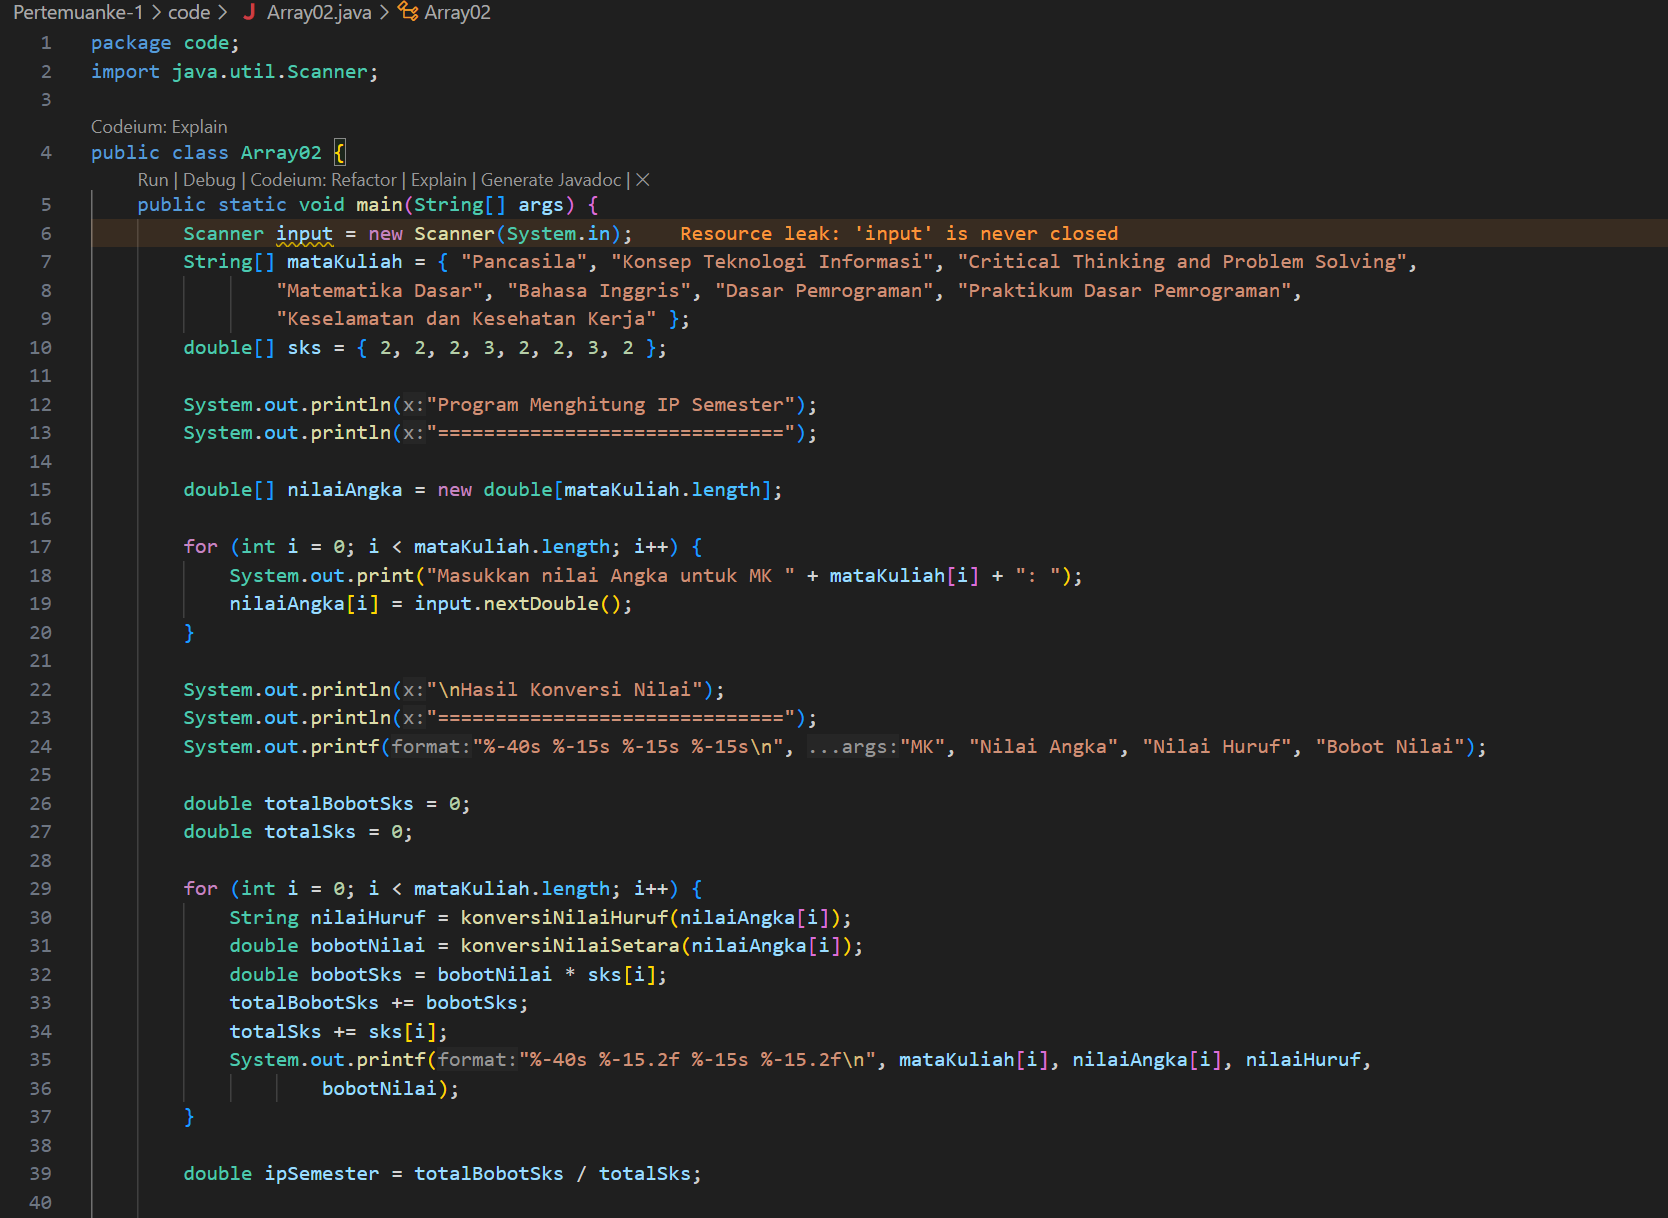 Pertemuanke-1 > code > J Array02.java > Array02
1 package code;
2 import java.util.Scanner;
3
Codeium: Explain
4 public class Array02 {
Run | Debug | Codeium: Refactor | Explain | Generate Javadoc | ×
5 public static void main(String[] args) {
6 Scanner input = new Scanner(System.in); Resource leak: 'input' is never closed
7 String[] mataKuliah = { "Pancasila", "Konsep Teknologi Informasi", "Critical Thinking and Problem Solving",
8 "Matematika Dasar", "Bahasa Inggris", "Dasar Pemrograman", "Praktikum Dasar Pemrograman",
9 "Keselamatan dan Kesehatan Kerja" };
10 double[] sks = { 2, 2, 2, 3, 2, 2, 3, 2 };
11
12 System.out.println(x:"Program Menghitung IP Semester");
13 System.out.println(x:"==============================");
14
15 double[] nilaiAngka = new double[mataKuliah.length];
16
17 for (int i = 0; i < mataKuliah.length; i++) {
18 System.out.print("Masukkan nilai Angka untuk MK " + mataKuliah[i] + ": ");
19 nilaiAngka[i] = input.nextDouble();
20 }
21
22 System.out.println(x:"\nHasil Konversi Nilai");
23 System.out.println(x:"==============================");
24 System.out.printf(format:"%-40s %-15s %-15s %-15s\n", ...args:"MK", "Nilai Angka", "Nilai Huruf", "Bobot Nilai");
25
26 double totalBobotSks = 0;
27 double totalSks = 0;
28
29 for (int i = 0; i < mataKuliah.length; i++) {
30 String nilaiHuruf = konversiNilaiHuruf(nilaiAngka[i]);
31 double bobotNilai = konversiNilaiSetara(nilaiAngka[i]);
32 double bobotSks = bobotNilai * sks[i];
33 totalBobotSks += bobotSks;
34 totalSks += sks[i];
35 System.out.printf(format:"%-40s %-15.2f %-15s %-15.2f\n", mataKuliah[i], nilaiAngka[i], nilaiHuruf,
36 bobotNilai);
37 }
38
39 double ipSemester = totalBobotSks / totalSks;
40